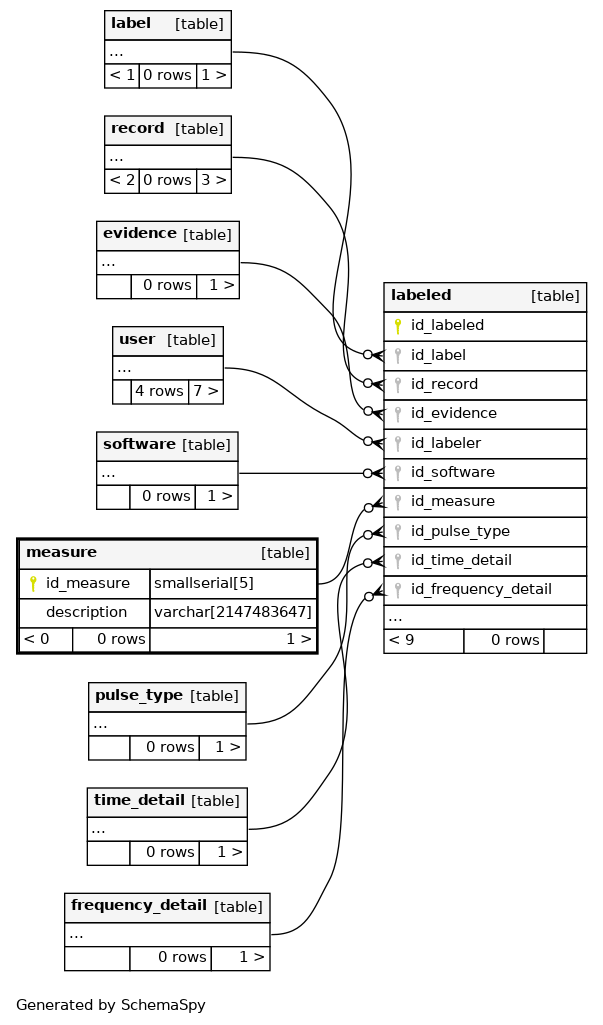 label [table]
...
< 1 0 rows 1 >
record [table]
...
< 2 0 rows 3 >
evidence [table]
...
0 rows 1 >
user [table]
...
4 rows 7 >
software [table]
...
0 rows 1 >
measure [table]
id_measure smallserial[5]
description varchar[2147483647]
< 0 0 rows 1 >
pulse_type [table]
...
0 rows 1 >
time_detail [table]
...
0 rows 1 >
frequency_detail [table]
...
0 rows 1 >
labeled [table]
id_labeled
id_label
id_record
id_evidence
id_labeler
id_software
id_measure
id_pulse_type
id_time_detail
id_frequency_detail
...
< 9 0 rows
Generated by SchemaSpy